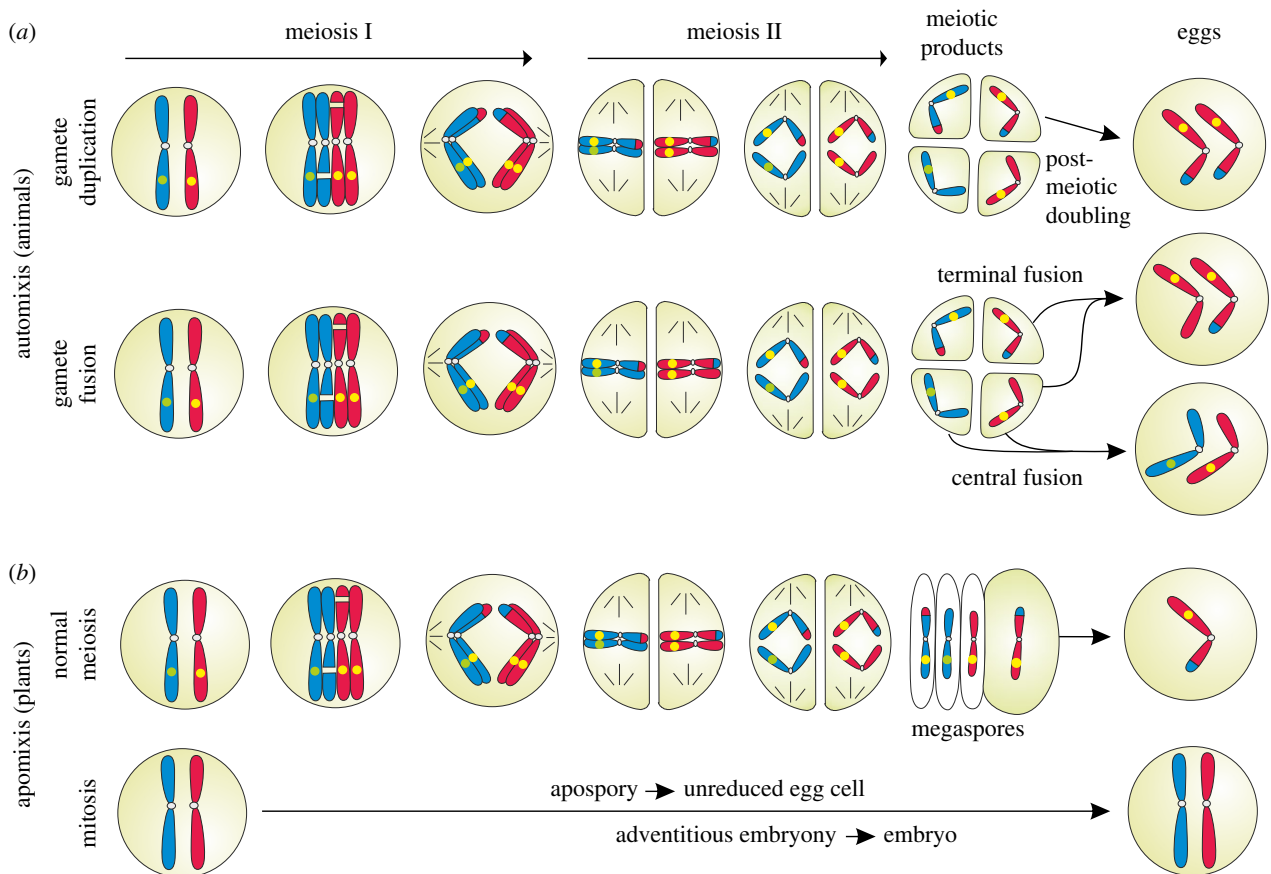 (a)
meiosis I
meiosis II
meiotic
products
eggs
automixis (animals)
gamete
duplication
post-
meiotic
doubling
gamete
fusion
terminal fusion
central fusion
(b)
apomixis (plants)
normal
meiosis
megaspores
mitosis
apospory
unreduced egg cell
adventitious embryony
embryo